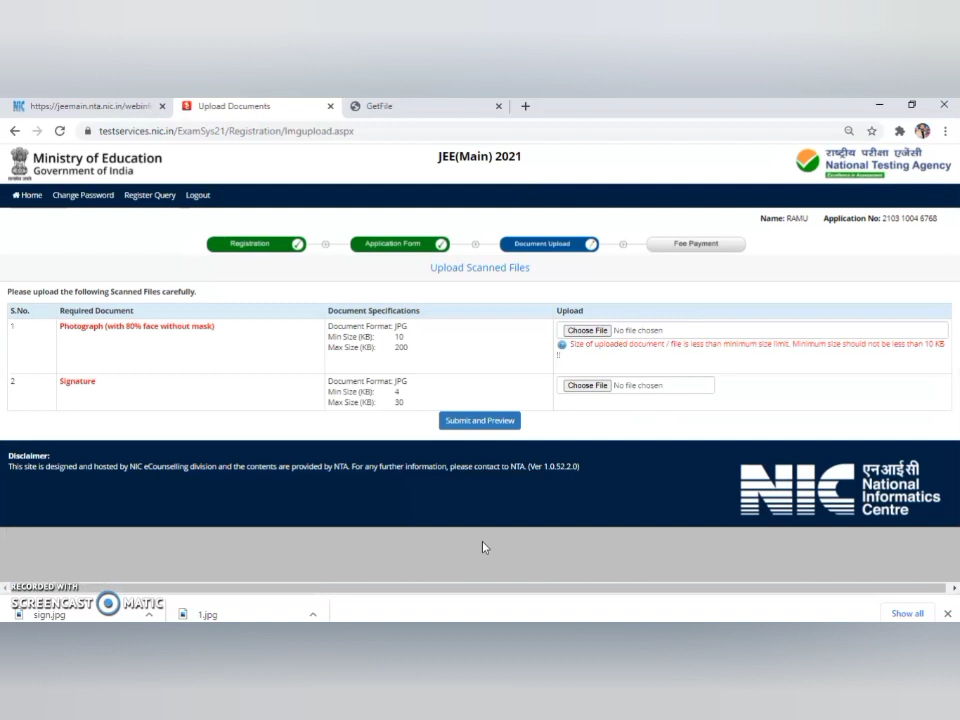 https://jeemain.nta.nic.in/webinf
Upload Documents
GetFile
testservices.nic.in/ExamSys21/Registration/Imgupload.aspx
Ministry of Education
Government of India
JEE(Main) 2021
राष्ट्रीय परीक्षा एजेंसी
National Testing Agency
Excellence in Assessment
Home Change Password Register Query Logout
Name: RAMU Application No: 2103 1004 6768
Registration Application Form Document Upload Fee Payment
Upload Scanned Files
Please upload the following Scanned Files carefully.
S.No. Required Document Document Specifications Upload
1 Photograph (with 80% face without mask) Document Format: JPG Choose File No file chosen
Min Size (KB): 10 Size of uploaded document / file is less than minimum size limit. Minimum size should not be less than 10 KB
Max Size (KB): 200 !!
2 Signature Document Format: JPG Choose File No file chosen
Min Size (KB): 4
Max Size (KB): 30
Submit and Preview
Disclaimer:
This site is designed and hosted by NIC eCounselling division and the contents are provided by NTA. For any further information, please contact to NTA. (Ver 1.0.52.2.0)
NIC एनआईसी
National
Informatics
Centre
RECORDED WITH
SCREENCAST MATIC
sign.jpg 1.jpg Show all